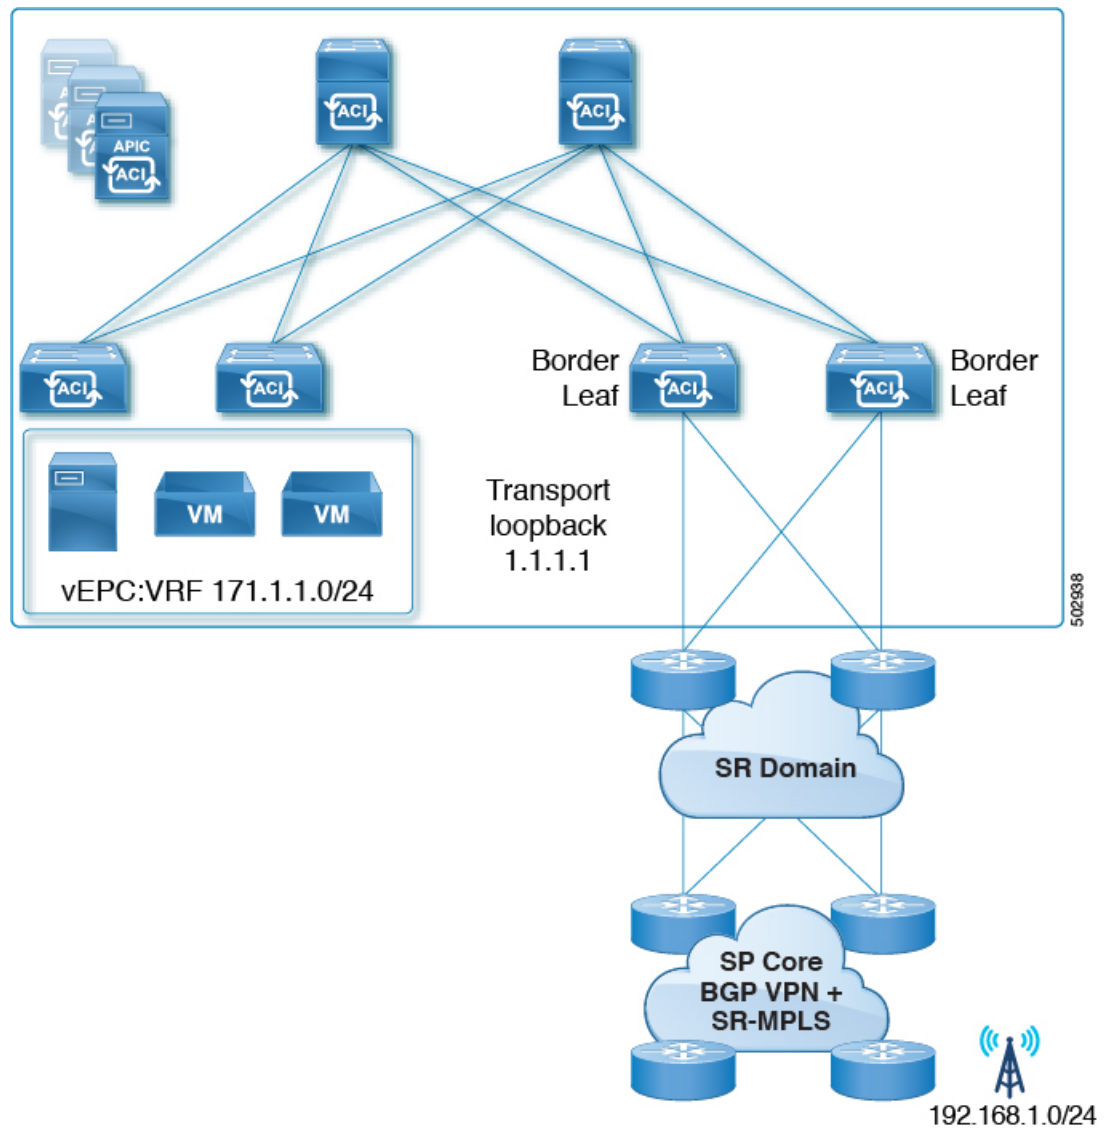 ACI
ACI
A
A
APIC
ACI
ACI
ACI
Border
Leaf
ACI
ACI
Border
Leaf
VM
VM
vEPC:VRF 171.1.1.0/24
Transport
loopback
1.1.1.1
502938
SR Domain
SP Core
BGP VPN +
SR-MPLS
192.168.1.0/24